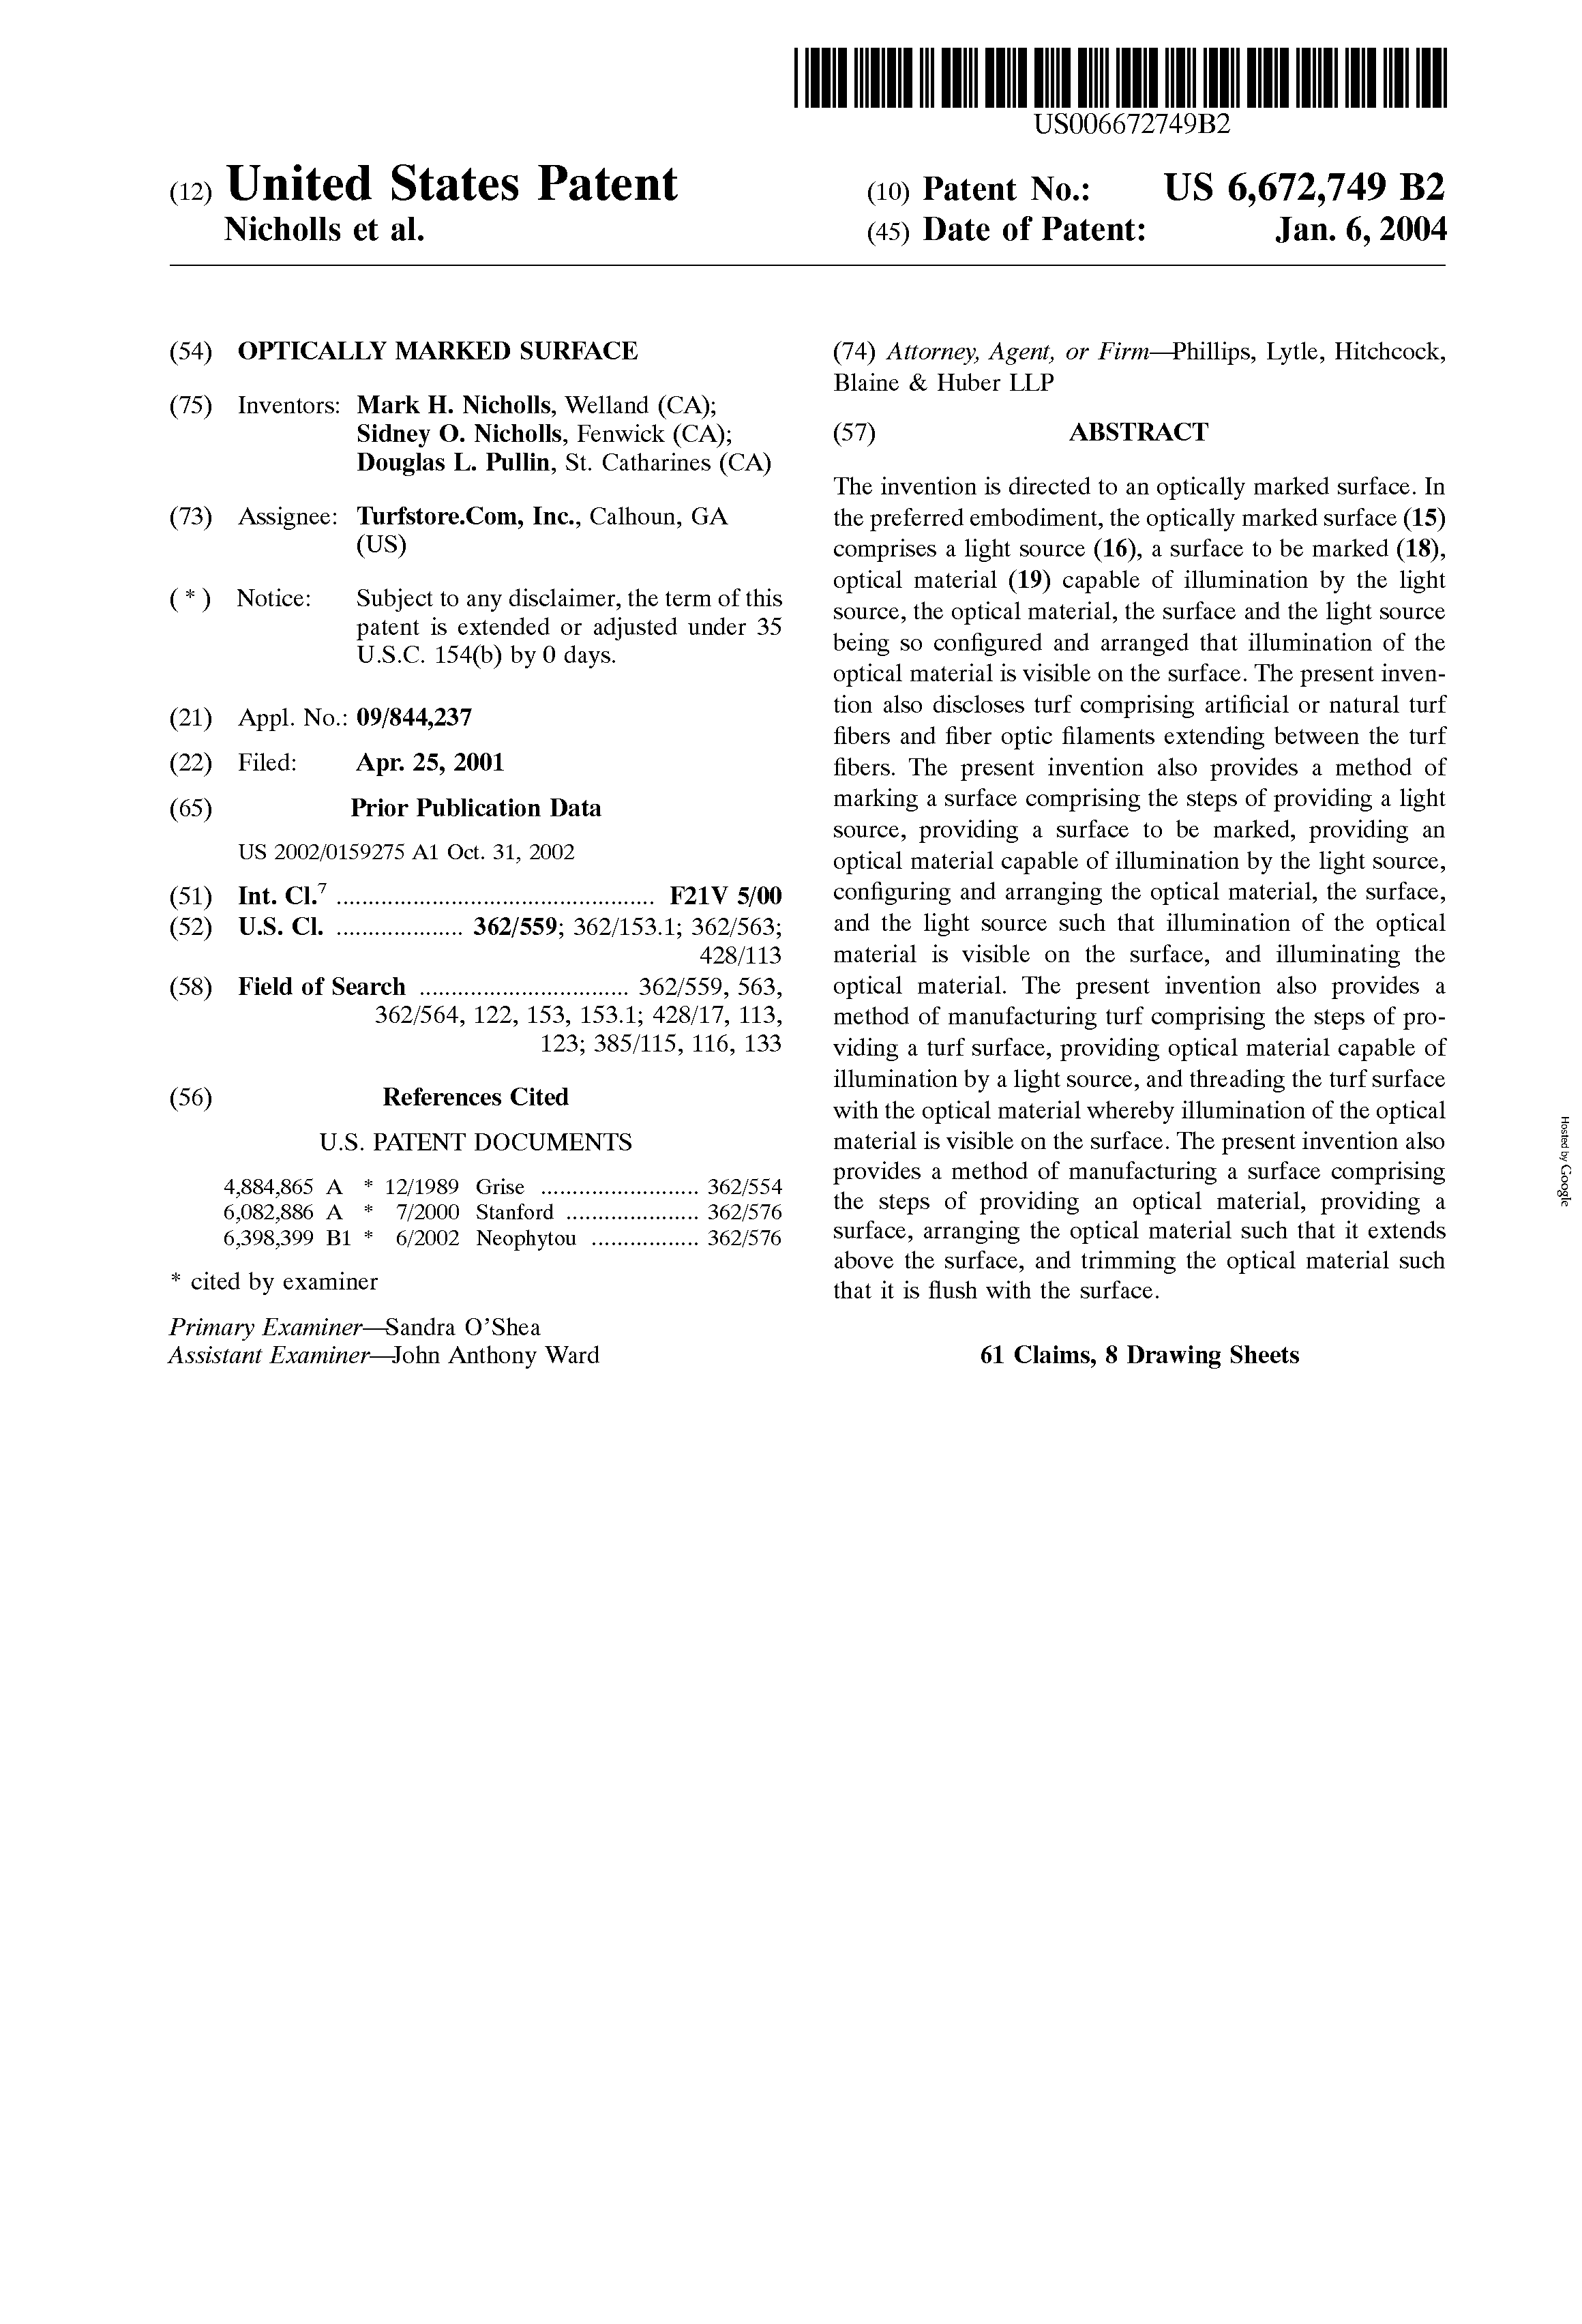 US006672749B2
(12) United States Patent
Nicholls et al.
(10) Patent No.: US 6,672,749 B2
(45) Date of Patent: Jan. 6, 2004
(54) OPTICALLY MARKED SURFACE
(75) Inventors: Mark H. Nicholls, Welland (CA);
Sidney O. Nicholls, Fenwick (CA);
Douglas L. Pullin, St. Catharines (CA)
(73) Assignee: Turfstore.Com, Inc., Calhoun, GA
(US)
( * ) Notice: Subject to any disclaimer, the term of this
patent is extended or adjusted under 35
U.S.C. 154(b) by 0 days.
(21) Appl. No.: 09/844,237
(22) Filed: Apr. 25, 2001
(65) Prior Publication Data
US 2002/0159275 A1 Oct. 31, 2002
(51) Int. Cl.7 .................................................. F21V 5/00
(52) U.S. Cl. .................... 362/559; 362/153.1; 362/563;
428/113
(58) Field of Search ................................. 362/559, 563,
362/564, 122, 153, 153.1; 428/17, 113,
123; 385/115, 116, 133
(56) References Cited
U.S. PATENT DOCUMENTS
4,884,865 A * 12/1989 Grise ......................... 362/554
6,082,886 A * 7/2000 Stanford ..................... 362/576
6,398,399 B1 * 6/2002 Neophytou ................. 362/576
* cited by examiner
Primary Examiner—Sandra O'Shea
Assistant Examiner—John Anthony Ward
(74) Attorney, Agent, or Firm—Phillips, Lytle, Hitchcock,
Blaine & Huber LLP
(57) ABSTRACT
The invention is directed to an optically marked surface. In
the preferred embodiment, the optically marked surface (15)
comprises a light source (16), a surface to be marked (18),
optical material (19) capable of illumination by the light
source, the optical material, the surface and the light source
being so configured and arranged that illumination of the
optical material is visible on the surface. The present inven-
tion also discloses turf comprising artificial or natural turf
fibers and fiber optic filaments extending between the turf
fibers. The present invention also provides a method of
marking a surface comprising the steps of providing a light
source, providing a surface to be marked, providing an
optical material capable of illumination by the light source,
configuring and arranging the optical material, the surface,
and the light source such that illumination of the optical
material is visible on the surface, and illuminating the
optical material. The present invention also provides a
method of manufacturing turf comprising the steps of pro-
viding a turf surface, providing optical material capable of
illumination by a light source, and threading the turf surface
with the optical material whereby illumination of the optical
material is visible on the surface. The present invention also
provides a method of manufacturing a surface comprising
the steps of providing an optical material, providing a
surface, arranging the optical material such that it extends
above the surface, and trimming the optical material such
that it is flush with the surface.
61 Claims, 8 Drawing Sheets
Hosted by Google